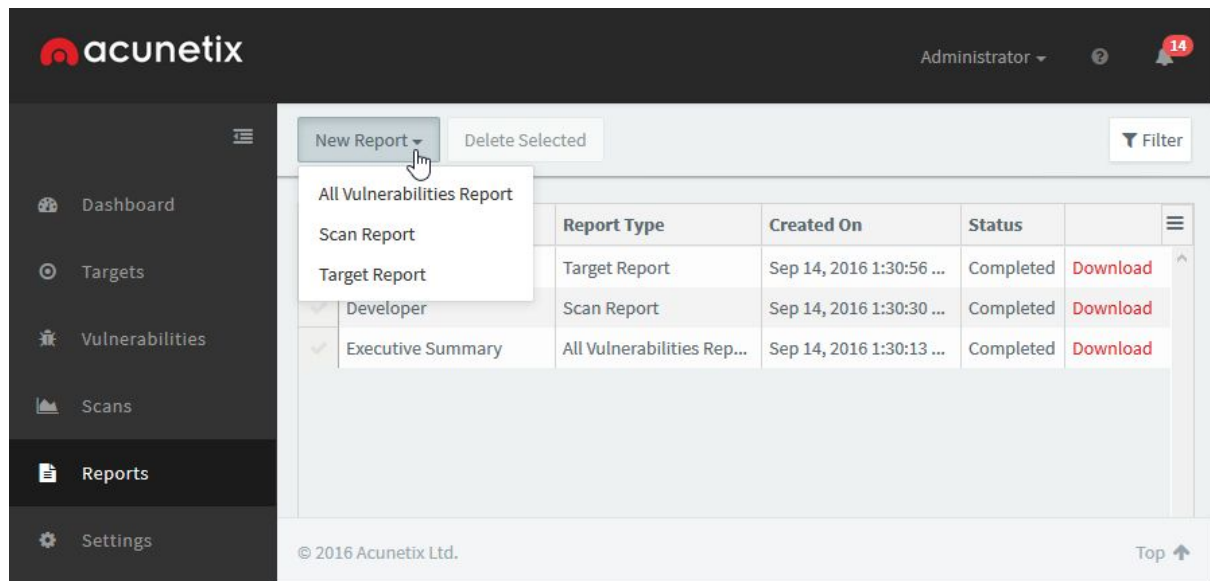 acunetix
Administrator
14
New Report
Delete Selected
Filter
All Vulnerabilities Report
Scan Report
Target Report
Dashboard
Targets
Vulnerabilities
Scans
Reports
Settings
Report Type Created On Status
Target Report Sep 14, 2016 1:30:56 ... Completed Download
Developer Scan Report Sep 14, 2016 1:30:30 ... Completed Download
Executive Summary All Vulnerabilities Rep... Sep 14, 2016 1:30:13 ... Completed Download
© 2016 Acunetix Ltd.
Top